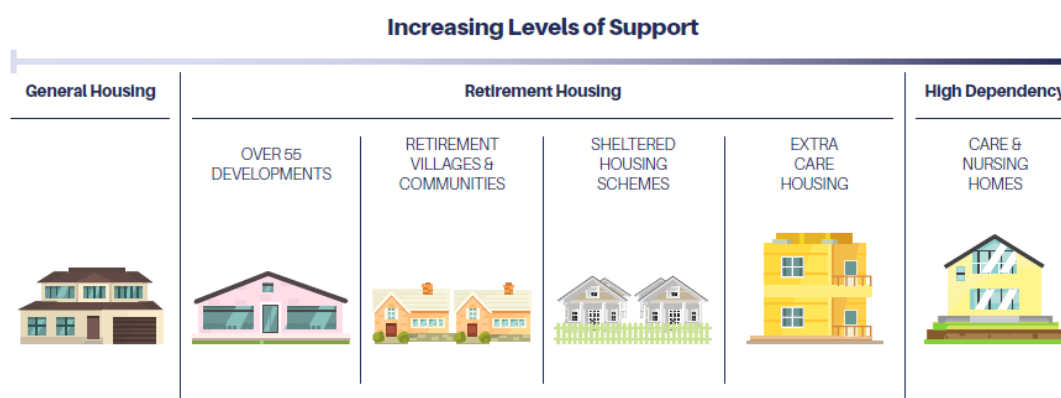 Increasing Levels of Support
General Housing
Retirement Housing
High Dependency
OVER 55
DEVELOPMENTS
RETIREMENT
VILLAGES &
COMMUNITIES
SHELTERED
HOUSING
SCHEMES
EXTRA
CARE
HOUSING
CARE &
NURSING
HOMES